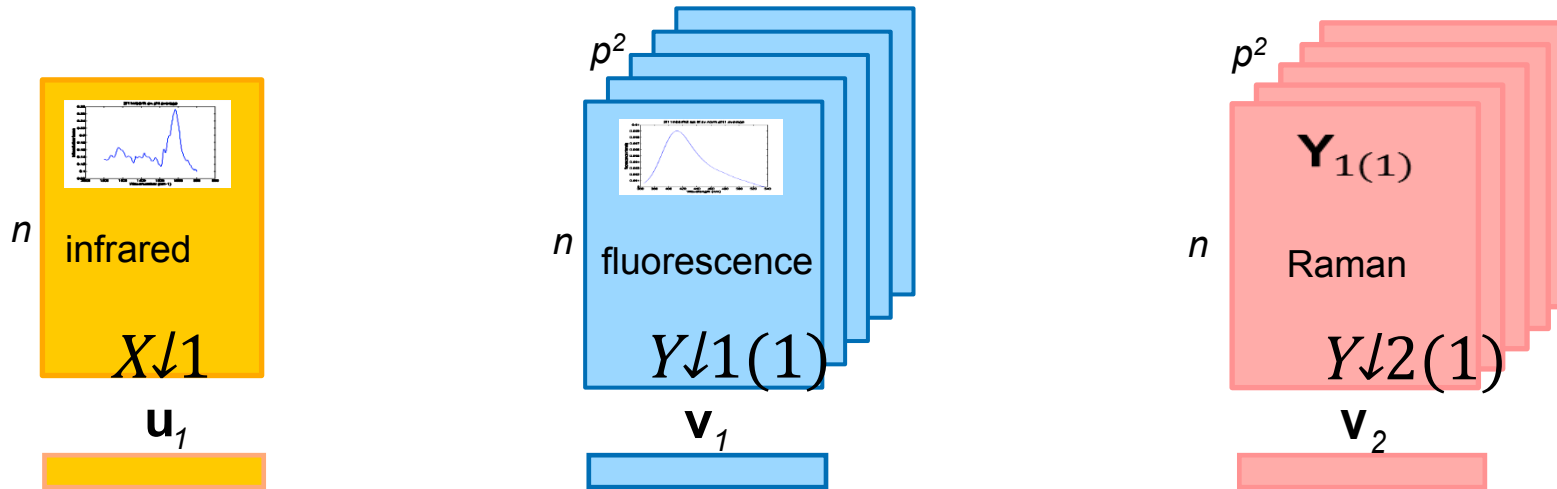 p²
p²
n
infrared
X↓1
u₁
n
fluorescence
Y↓1(1)
v₁
n
Y₁₍₁₎
Raman
Y↓2(1)
v₂